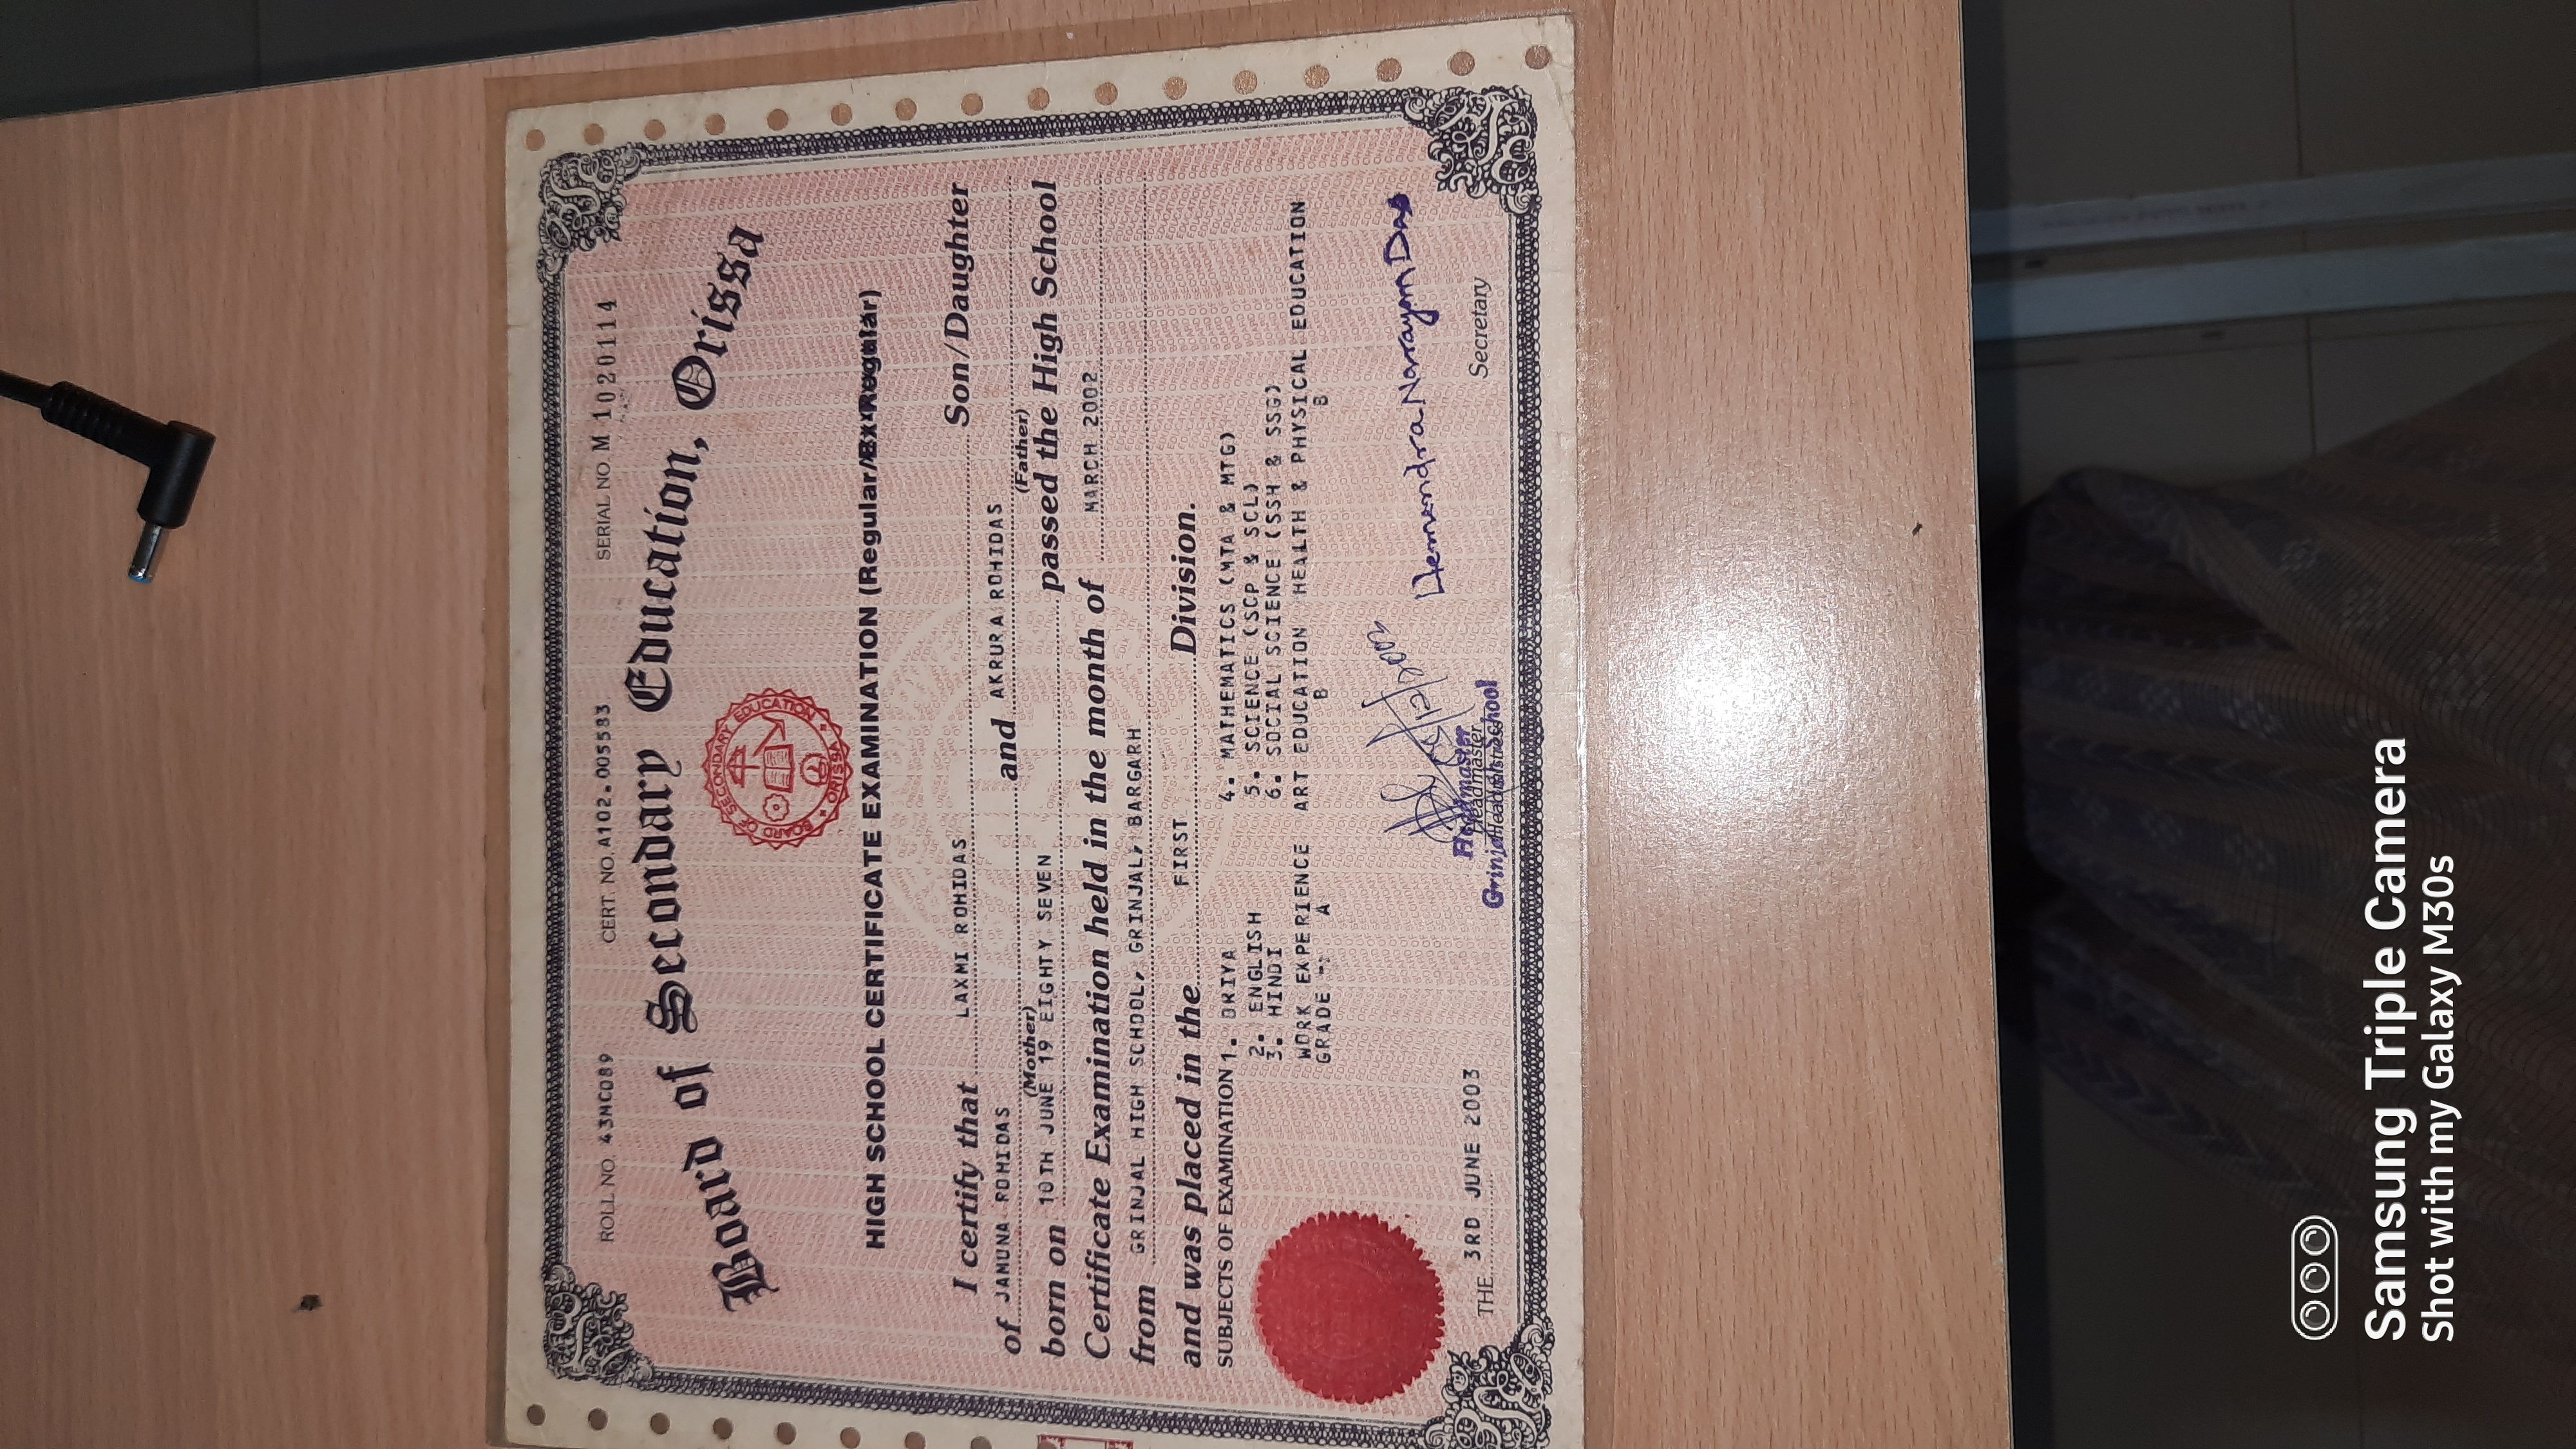 ROLL NO. 43MC089 CERT. NO. A102.005583 SERIAL NO. M 1020114
Board of Secondary Education, Orissa
BOARD OF SECONDARY EDUCATION
ORISSA
HIGH SCHOOL CERTIFICATE EXAMINATION (Regular/Ex-Regular)
I certify that LAXMI ROHIDAS Son/Daughter
of JAMUNA ROHIDAS and AKRURA ROHIDAS
(Mother) (Father)
born on 10TH JUNE 19 EIGHTY SEVEN passed the High School
Certificate Examination held in the month of MARCH 2002
from GRINJAL HIGH SCHOOL, GRINJAL, BARGARH
and was placed in the FIRST Division.
SUBJECTS OF EXAMINATION 1. ORIYA 4. MATHEMATICS (MTA & MTG)
2. ENGLISH 5. SCIENCE (SCP & SCL)
3. HINDI 6. SOCIAL SCIENCE (SSH & SSG)
WORK EXPERIENCE ART EDUCATION HEALTH & PHYSICAL EDUCATION
GRADE -: A B B
Hemendra Narayan Das
THE 3RD JUNE 2003 Headmaster Secretary
Headmaster
Grinjal High School
Headmistress
Samsung Triple Camera
Shot with my Galaxy M30s